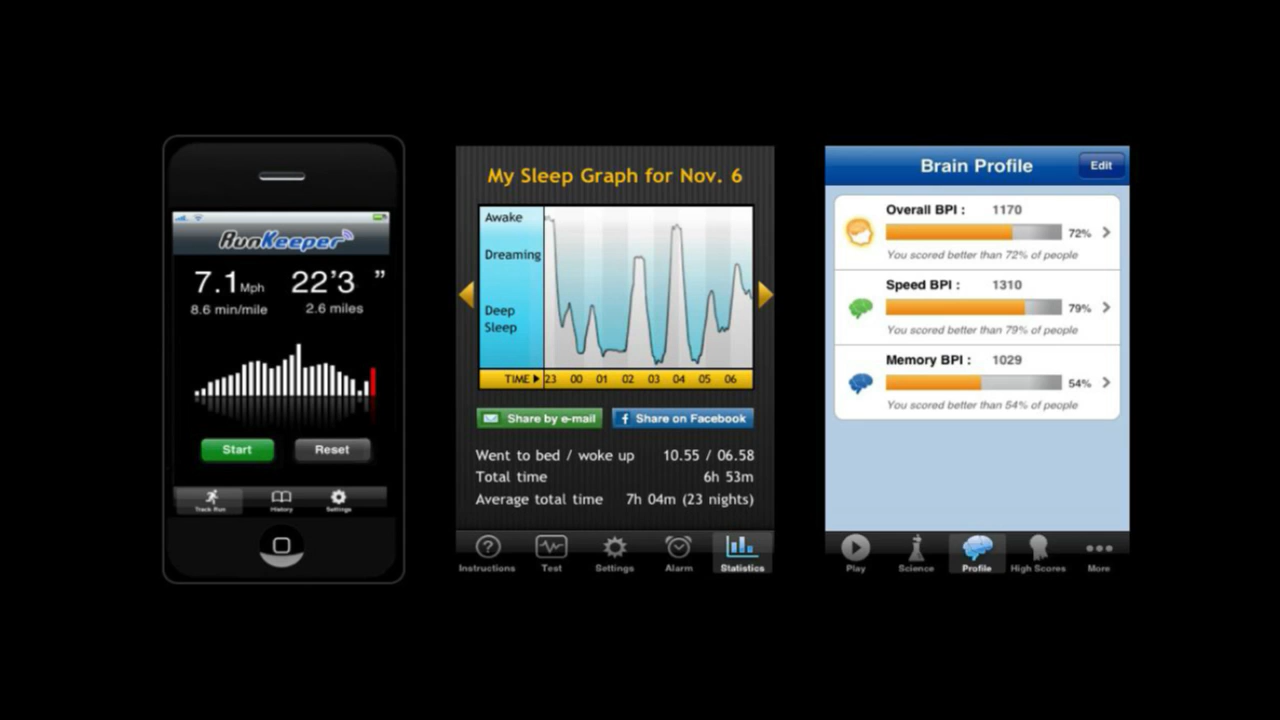 RunKeeper
7.1 Mph 22'3 ”
8.6 min/mile 2.6 miles
Start Reset
Track Run History Settings
My Sleep Graph for Nov. 6
Awake
Dreaming
Deep
Sleep
TIME 23 00 01 02 03 04 05 06
Share by e-mail f Share on Facebook
Went to bed / woke up 10.55 / 06.58
Total time 6h 53m
Average total time 7h 04m (23 nights)
? Instructions Test Settings Alarm Statistics
Brain Profile Edit
Overall BPI : 1170
72%
You scored better than 72% of people
Speed BPI : 1310
79%
You scored better than 79% of people
Memory BPI : 1029
54%
You scored better than 54% of people
Play Science Profile High Scores More